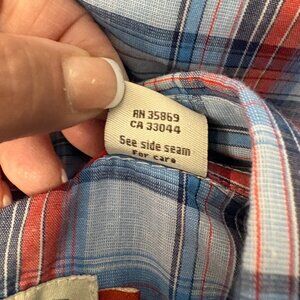 RN 35869
CA 33044
See side seam
For care